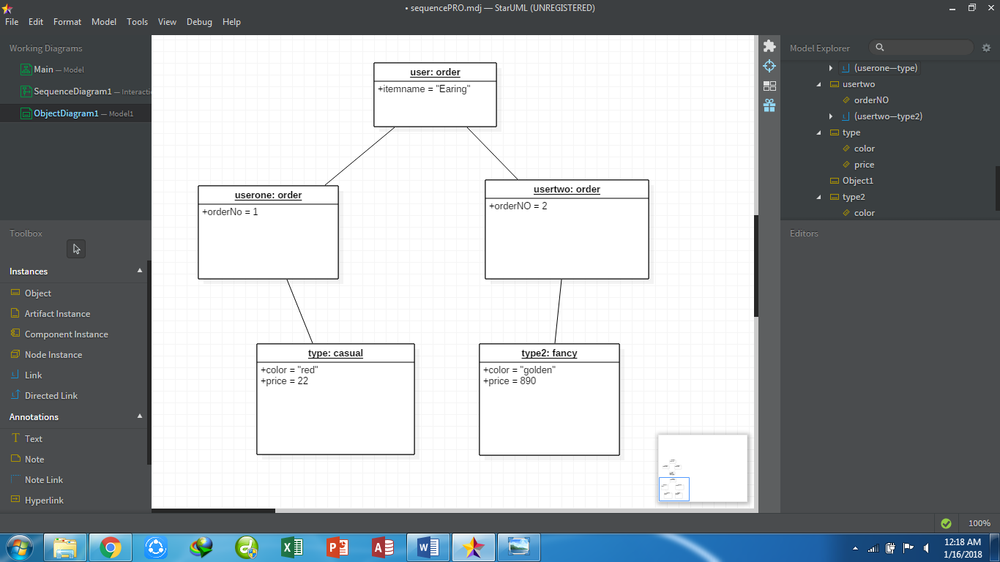 • sequencePRO.mdj — StarUML (UNREGISTERED)
File Edit Format Model Tools View Debug Help
Working Diagrams
Main — Model
SequenceDiagram1 — Interactio
ObjectDiagram1 — Model1
Toolbox
Instances
Object
Artifact Instance
Component Instance
Node Instance
Link
Directed Link
Annotations
Text
Note
Note Link
Hyperlink
user: order
+itemname = "Earing"
userone: order
+orderNo = 1
usertwo: order
+orderNO = 2
type: casual
+color = "red"
+price = 22
type2: fancy
+color = "golden"
+price = 890
Model Explorer
(userone—type)
usertwo
orderNO
(usertwo—type2)
type
color
price
Object1
type2
color
Editors
100%
12:18 AM
1/16/2018